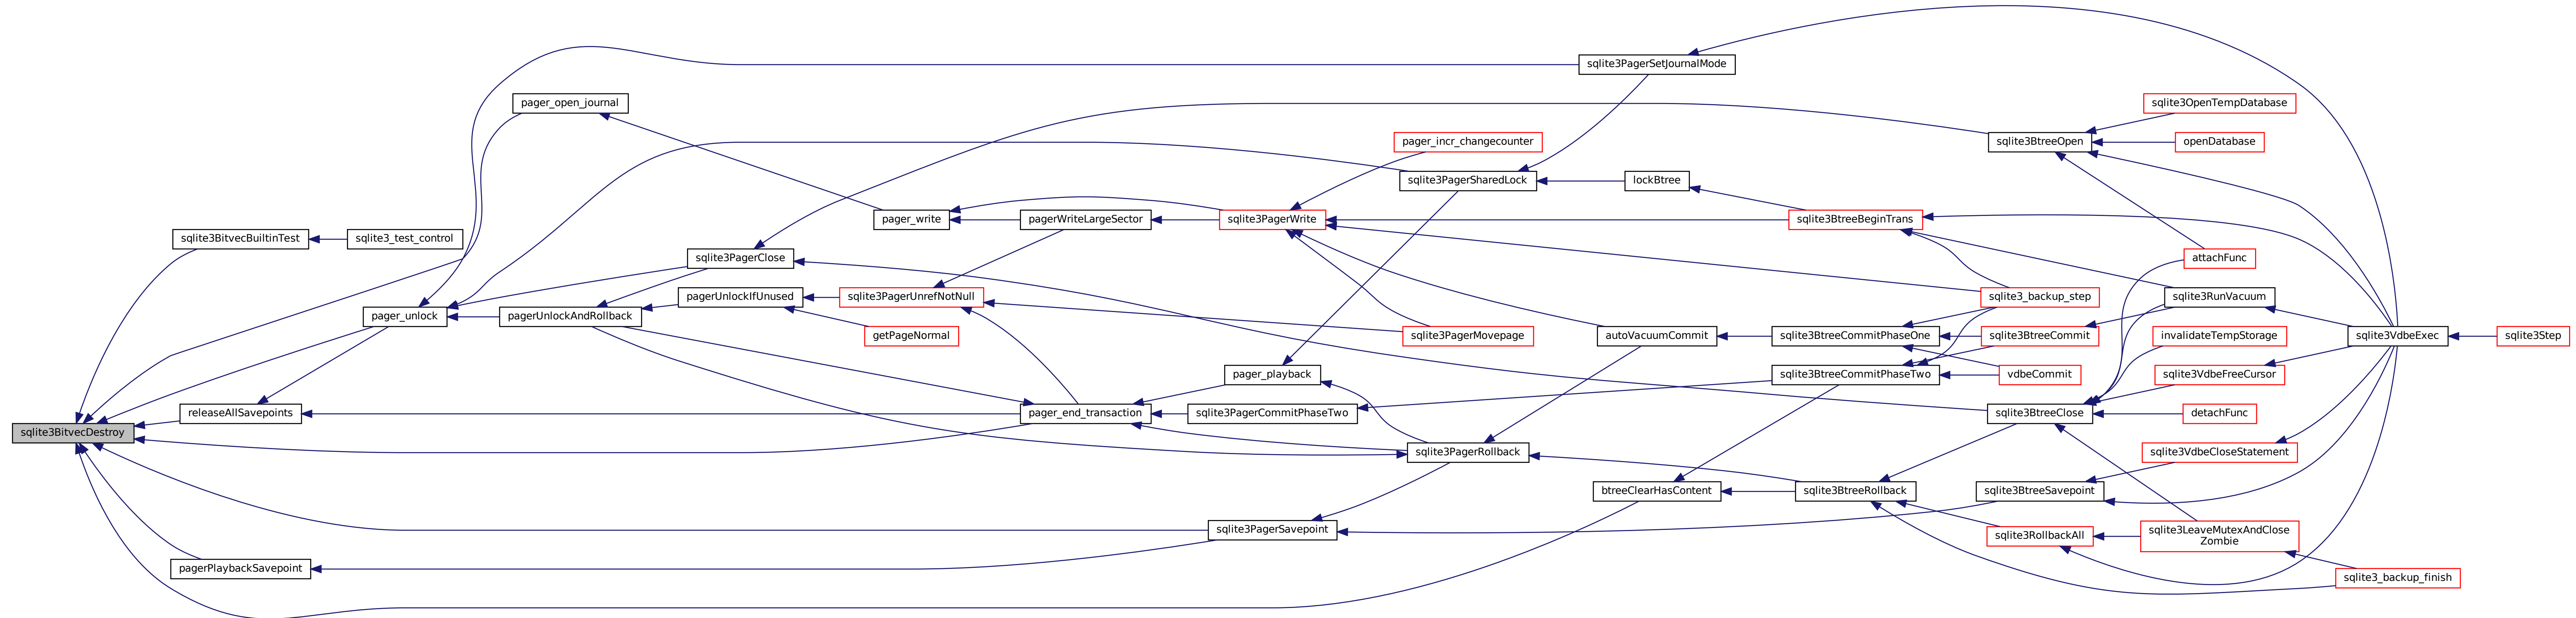 sqlite3BitvecDestroy
sqlite3BitvecBuiltinTest
sqlite3_test_control
pager_unlock
releaseAllSavepoints
pagerPlaybackSavepoint
pager_open_journal
pagerUnlockAndRollback
sqlite3PagerClose
pagerUnlockIfUnused
sqlite3PagerUnrefNotNull
getPageNormal
pager_write
pagerWriteLargeSector
pager_end_transaction
sqlite3PagerWrite
pager_playback
sqlite3PagerCommitPhaseTwo
sqlite3PagerSavepoint
pager_incr_changecounter
sqlite3PagerSharedLock
sqlite3PagerMovepage
sqlite3PagerRollback
sqlite3PagerSetJournalMode
lockBtree
autoVacuumCommit
btreeClearHasContent
sqlite3BtreeBeginTrans
sqlite3BtreeCommitPhaseOne
sqlite3BtreeCommitPhaseTwo
sqlite3BtreeRollback
sqlite3BtreeOpen
sqlite3_backup_step
sqlite3BtreeCommit
vdbeCommit
sqlite3BtreeClose
sqlite3BtreeSavepoint
sqlite3RollbackAll
sqlite3OpenTempDatabase
openDatabase
attachFunc
sqlite3RunVacuum
invalidateTempStorage
sqlite3VdbeFreeCursor
detachFunc
sqlite3VdbeCloseStatement
sqlite3LeaveMutexAndClose
Zombie
sqlite3VdbeExec
sqlite3_backup_finish
sqlite3Step